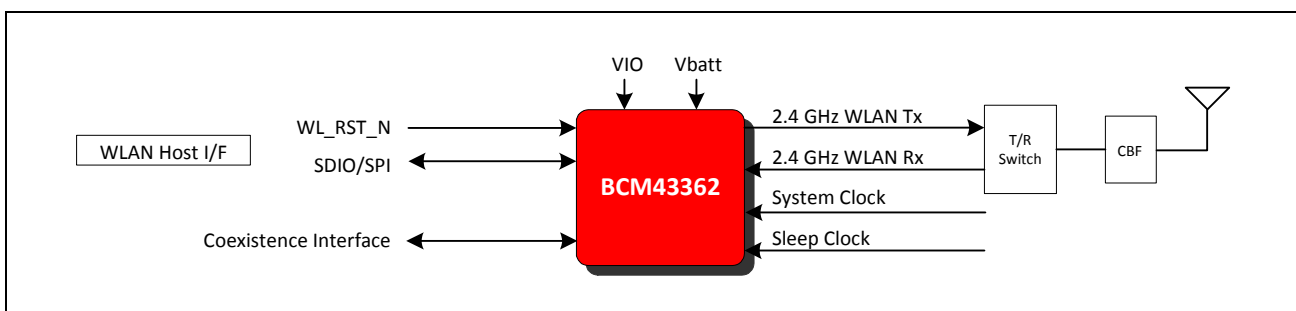 VIO
Vbatt
WL_RST_N
WLAN Host I/F
SDIO/SPI
Coexistence Interface
BCM43362
2.4 GHz WLAN Tx
2.4 GHz WLAN Rx
System Clock
Sleep Clock
T/R
Switch
CBF